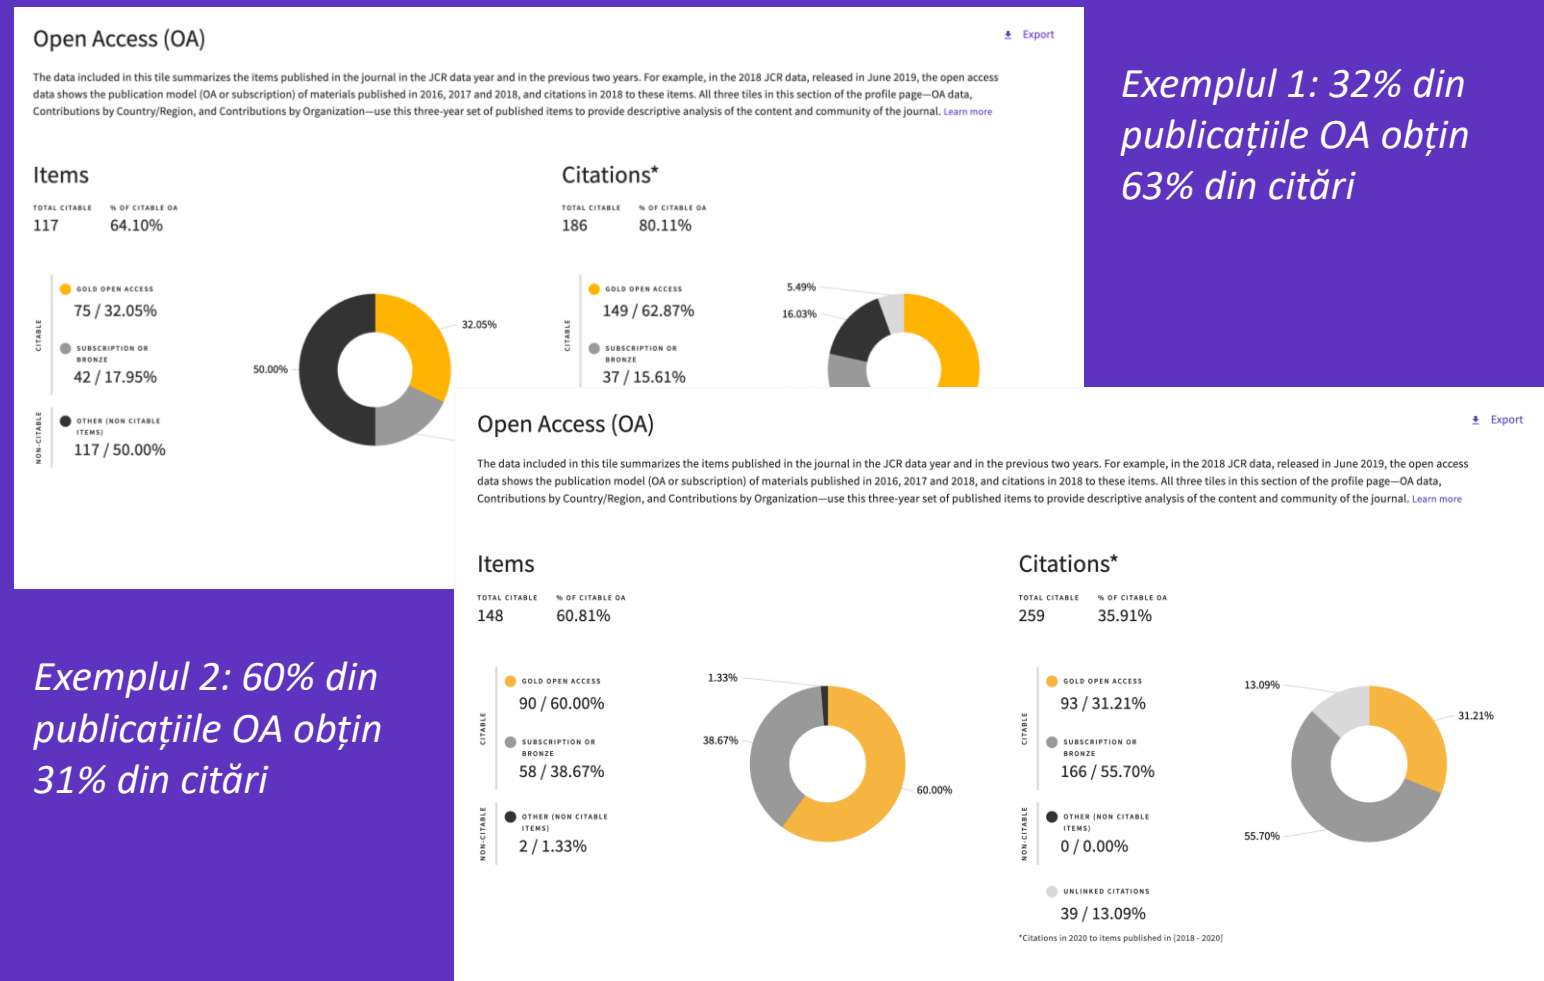 Open Access (OA)
Export
The data included in this tile summarizes the items published in the journal in the JCR data year and in the previous two years. For example, in the 2018 JCR data, released in June 2019, the open access
data shows the publication model (OA or subscription) of materials published in 2016, 2017 and 2018, and citations in 2018 to these items. All three tiles in this section of the profile page—OA data,
Contributions by Country/Region, and Contributions by Organization—use this three-year set of published items to provide descriptive analysis of the content and community of the journal. Learn more
Items
TOTAL CITABLE
% OF CITABLE OA
117
64.10%
CITABLE
GOLD OPEN ACCESS
75 / 32.05%
SUBSCRIPTION OR
BRONZE
42 / 17.95%
NON-CITABLE
OTHER (NON CITABLE
ITEMS)
117 / 50.00%
50.00%
32.05%
Citations*
TOTAL CITABLE
% OF CITABLE OA
186
80.11%
CITABLE
GOLD OPEN ACCESS
149 / 62.87%
SUBSCRIPTION OR
BRONZE
37 / 15.61%
5.49%
16.03%
Exemplul 1: 32% din
publicațiile OA obțin
63% din citări
Open Access (OA)
Export
The data included in this tile summarizes the items published in the journal in the JCR data year and in the previous two years. For example, in the 2018 JCR data, released in June 2019, the open access
data shows the publication model (OA or subscription) of materials published in 2016, 2017 and 2018, and citations in 2018 to these items. All three tiles in this section of the profile page—OA data,
Contributions by Country/Region, and Contributions by Organization—use this three-year set of published items to provide descriptive analysis of the content and community of the journal. Learn more
Items
TOTAL CITABLE
% OF CITABLE OA
148
60.81%
CITABLE
GOLD OPEN ACCESS
90 / 60.00%
SUBSCRIPTION OR
BRONZE
58 / 38.67%
NON-CITABLE
OTHER (NON CITABLE
ITEMS)
2 / 1.33%
1.33%
38.67%
60.00%
Citations*
TOTAL CITABLE
% OF CITABLE OA
259
35.91%
CITABLE
GOLD OPEN ACCESS
93 / 31.21%
SUBSCRIPTION OR
BRONZE
166 / 55.70%
NON-CITABLE
OTHER (NON CITABLE
ITEMS)
0 / 0.00%
UNLINKED CITATIONS
39 / 13.09%
13.09%
31.21%
55.70%
*Citations in 2020 to items published in [2018 - 2020]
Exemplul 2: 60% din
publicațiile OA obțin
31% din citări